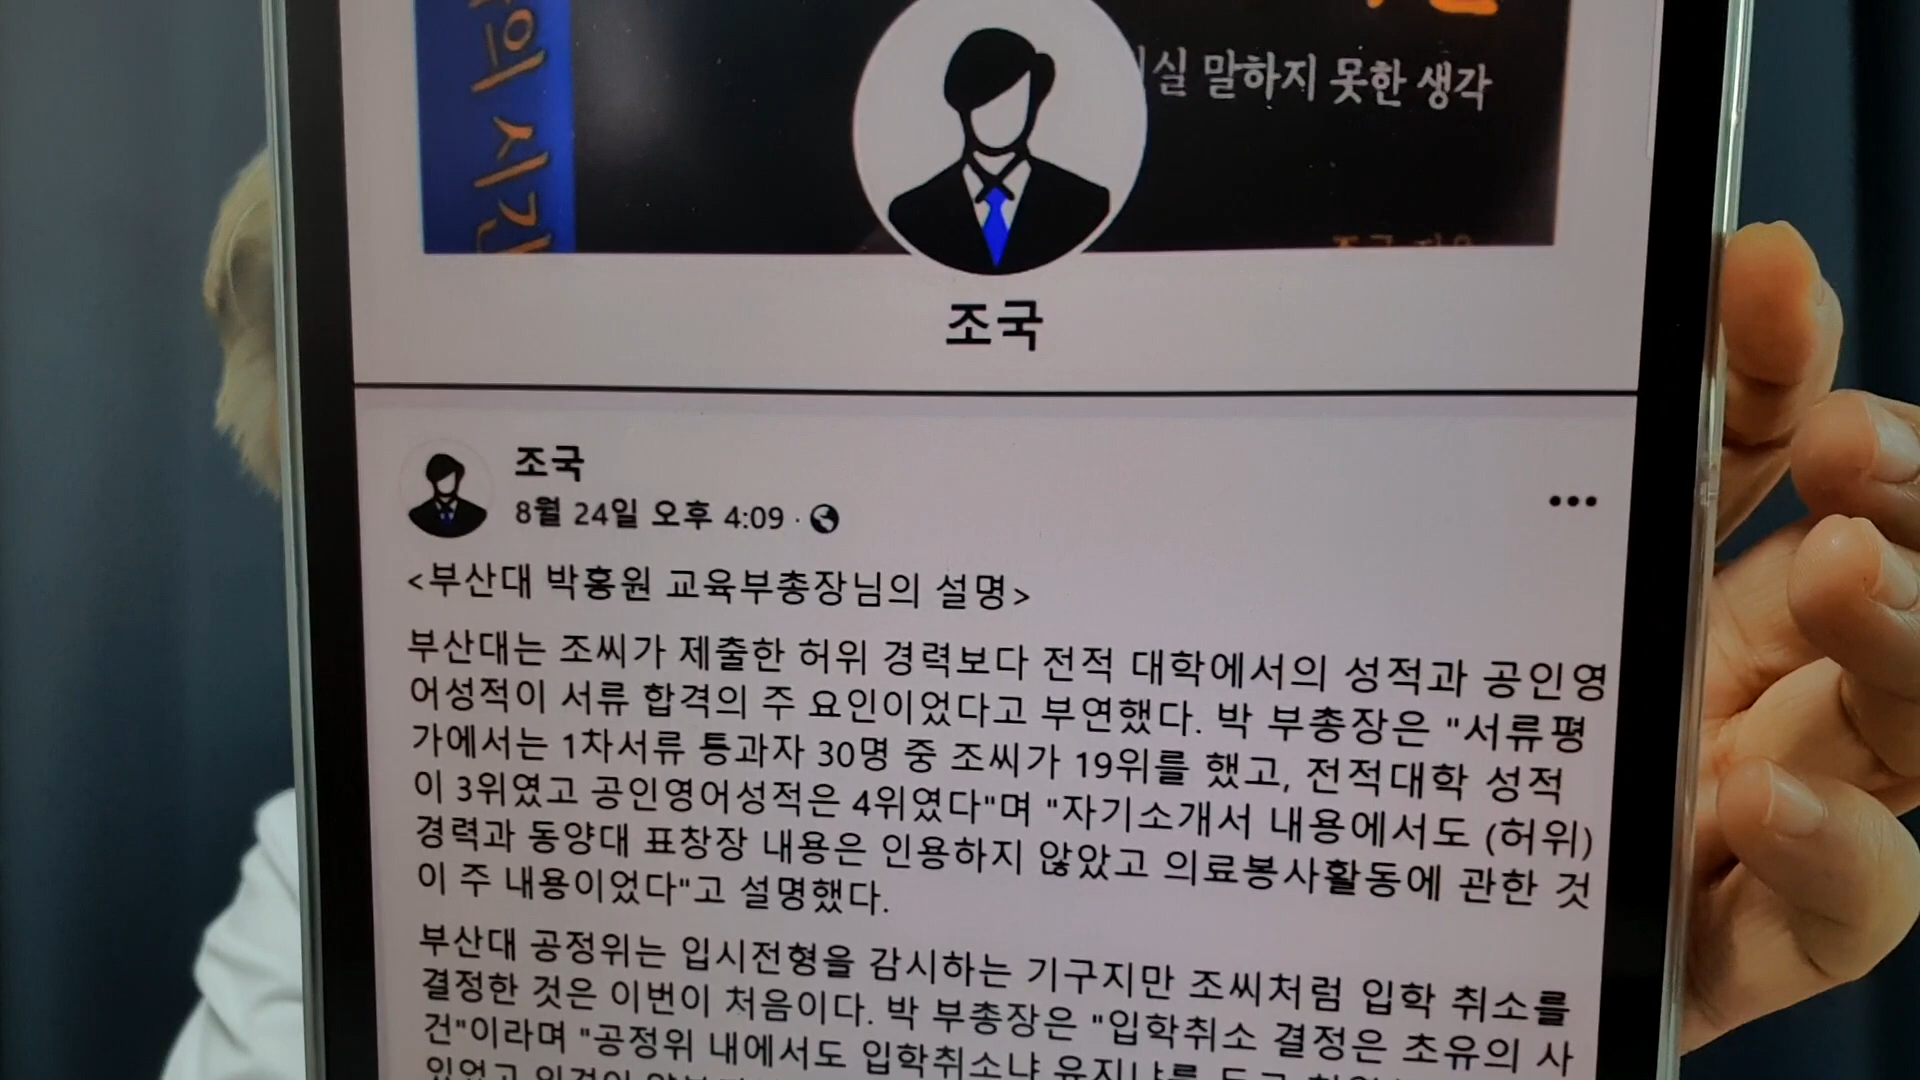 의 시간
말하지 못한 생각
조국
조국
8월 24일 오후 4:09
<부산대 박홍원 교육부총장님의 설명>
부산대는 조씨가 제출한 허위 경력보다 전적 대학에서의 성적과 공인영
어성적이 서류 합격의 주 요인이었다고 부연했다. 박 부총장은 "서류평
가에서는 1차서류 통과자 30명 중 조씨가 19위를 했고, 전적대학 성적
이 3위였고 공인영어성적은 4위였다"며 "자기소개서 내용에서도 (허위)
경력과 동양대 표창장 내용은 인용하지 않았고 의료봉사활동에 관한 것
이 주 내용이었다"고 설명했다.
부산대 공정위는 입시전형을 감시하는 기구지만 조씨처럼 입학 취소를
결정한 것은 이번이 처음이다. 박 부총장은 "입학취소 결정은 초유의 사
건"이라며 "공정위 내에서도 입학취소냐 유지냐를 두고